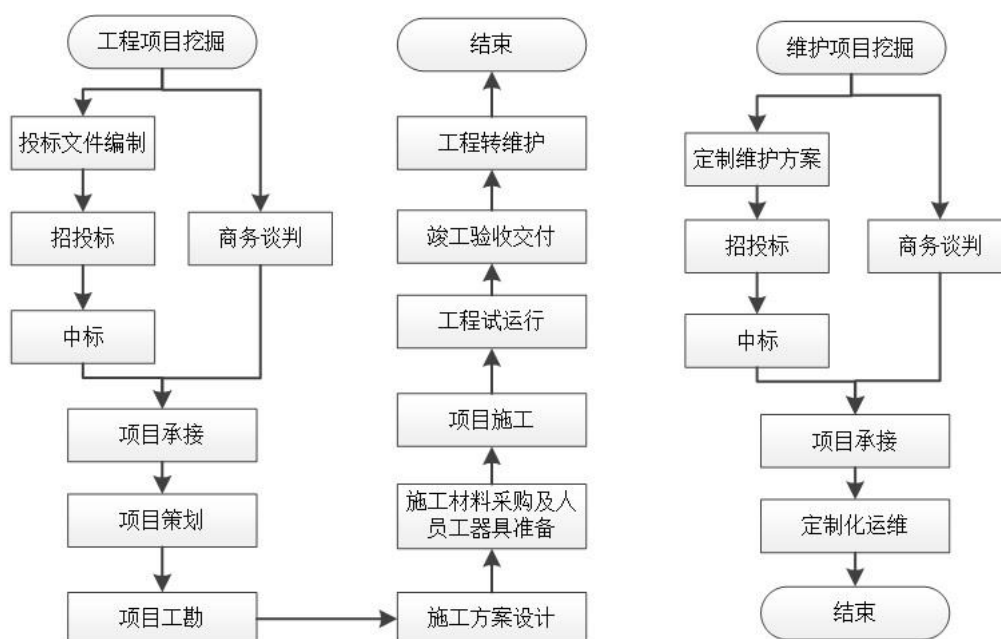 工程项目挖掘
投标文件编制
招投标
商务谈判
中标
项目承接
项目策划
项目工勘
施工方案设计
施工材料采购及人
员工器具准备
项目施工
工程试运行
竣工验收交付
工程转维护
结束
维护项目挖掘
定制维护方案
招投标
商务谈判
中标
项目承接
定制化运维
结束